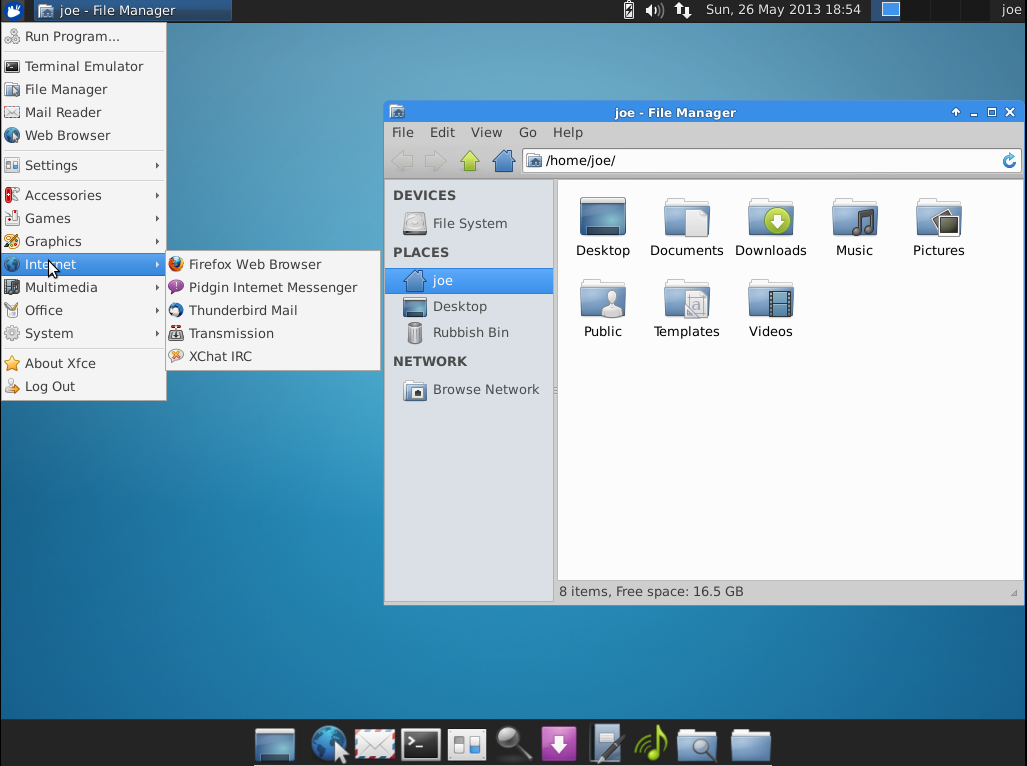 joe - File Manager
Sun, 26 May 2013 18:54
joe
Run Program...
Terminal Emulator
File Manager
Mail Reader
Web Browser
Settings
Accessories
Games
Graphics
Internet
Multimedia
Office
System
About Xfce
Log Out
Firefox Web Browser
Pidgin Internet Messenger
Thunderbird Mail
Transmission
XChat IRC
joe - File Manager
File Edit View Go Help
/home/joe/
DEVICES
File System
PLACES
joe
Desktop
Rubbish Bin
NETWORK
Browse Network
Desktop Documents Downloads Music Pictures
Public Templates Videos
8 items, Free space: 16.5 GB